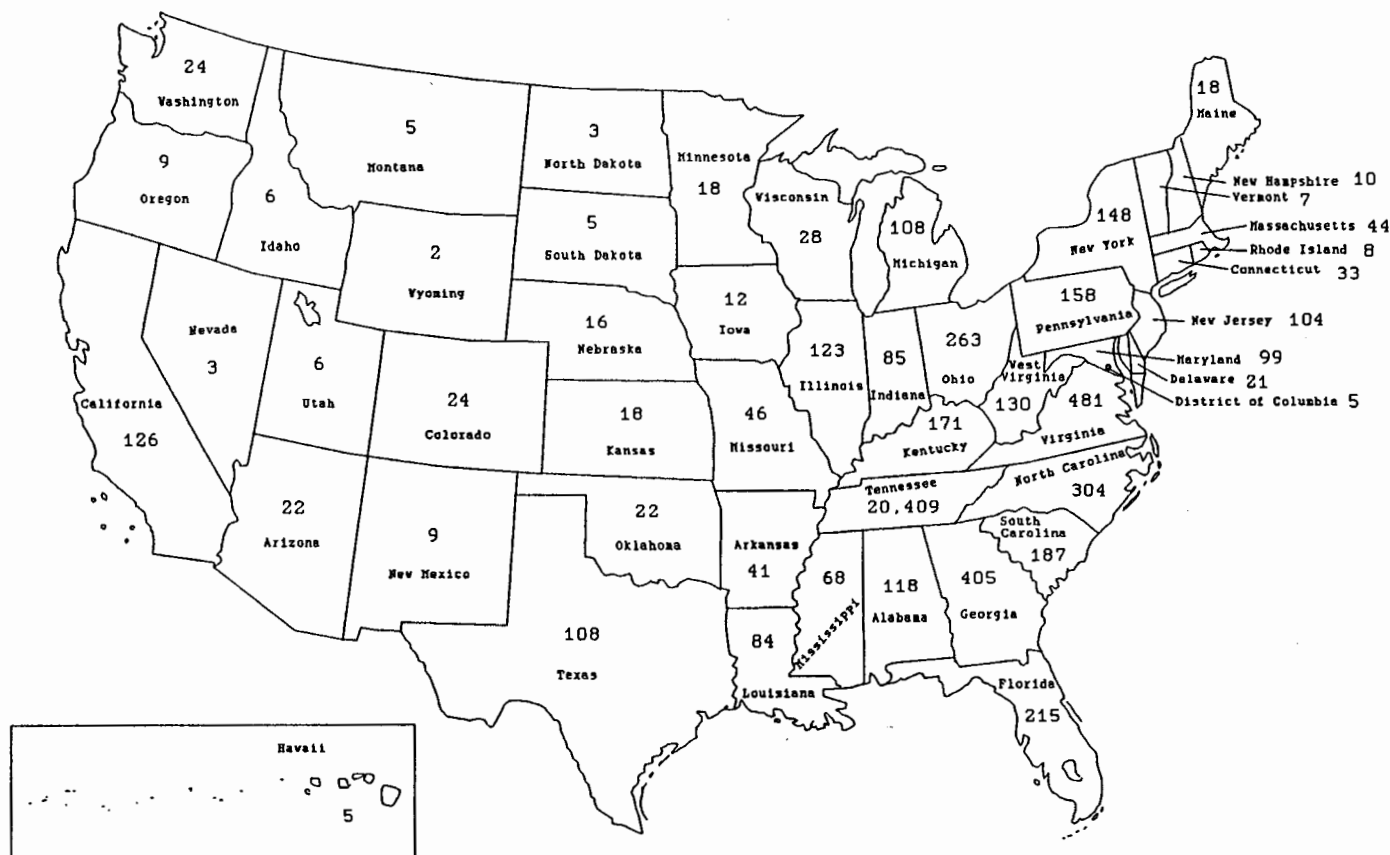 24
Washington
9
Oregon
6
Idaho
5
Montana
2
Wyoming
3
North Dakota
5
South Dakota
Minnesota
18
Wisconsin
28
108
Michigan
12
Iowa
16
Nebraska
Nevada
3
6
Utah
24
Colorado
18
Kansas
46
Missouri
123
Illinois
85
Indiana
263
Ohio
158
Pennsylvania
148
New York
18
Maine
New Hampshire 10
Vermont 7
Massachusetts 44
Rhode Island 8
Connecticut 33
New Jersey 104
Maryland 99
Delaware 21
District of Columbia 5
West
Virginia
130
481
Virginia
171
Kentucky
Tennessee
20,409
North Carolina
304
South
Carolina
187
California
126
22
Arizona
9
New Mexico
22
Oklahoma
Arkansas
41
68
Mississippi
118
Alabama
405
Georgia
108
Texas
84
Louisiana
Florida
215
Hawaii
5